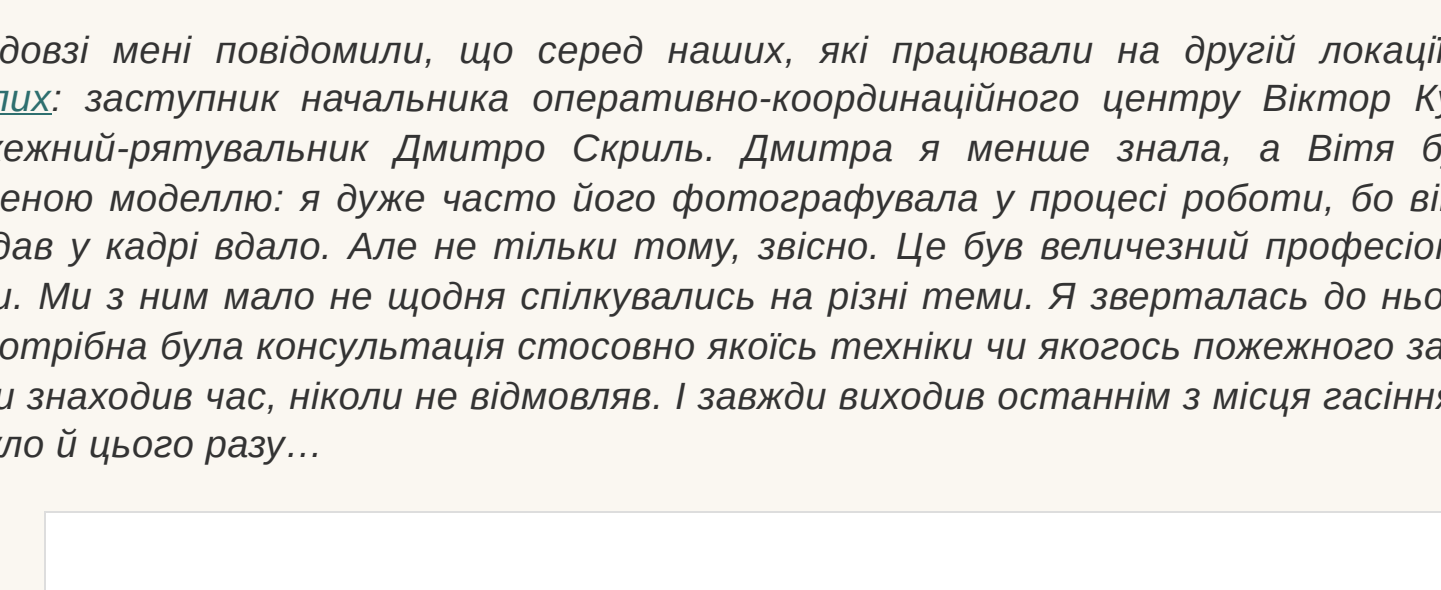 довзі мені повідомили, що серед наших, які працювали на другій локації
лих: заступник начальника оперативно-координаційного центру Віктор Ку
жежний-рятувальник Дмитро Скриль. Дмитра я менше знала, а Вітя б
еною моделлю: я дуже часто його фотографувала у процесі роботи, бо ві
дав у кадрі вдало. Але не тільки тому, звісно. Це був величезний професіон
и. Ми з ним мало не щодня спілкувались на різні теми. Я зверталась до ньо
отрібна була консультація стосовно якоїсь техніки чи якогось пожежного за
и знаходив час, ніколи не відмовляв. І завжди виходив останнім з місця гасіння
уло й цього разу…